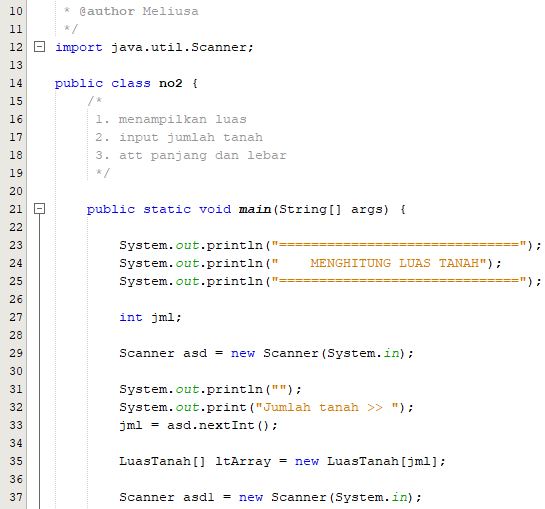 10 * @author Meliusa
11 */
12 import java.util.Scanner;
13
14 public class no2 {
15     /*
16      1. menampilkan luas
17      2. input jumlah tanah
18      3. att panjang dan lebar
19      */
20
21     public static void main(String[] args) {
22
23         System.out.println("==============================");
24         System.out.println("    MENGHITUNG LUAS TANAH");
25         System.out.println("==============================");
26
27         int jml;
28
29         Scanner asd = new Scanner(System.in);
30
31         System.out.println("");
32         System.out.print("Jumlah tanah >> ");
33         jml = asd.nextInt();
34
35         LuasTanah[] ltArray = new LuasTanah[jml];
36
37         Scanner asd1 = new Scanner(System.in);